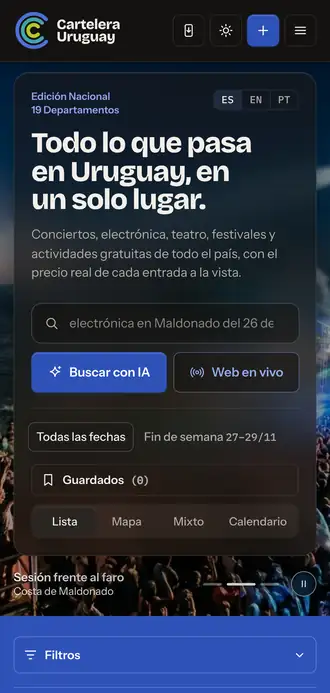 Cartelera
Uruguay
Edición Nacional
19 Departamentos
ES EN PT
Todo lo que pasa
en Uruguay, en
un solo lugar.
Conciertos, electrónica, teatro, festivales y
actividades gratuitas de todo el país, con el
precio real de cada entrada a la vista.
electrónica en Maldonado del 26 de
Buscar con IA
Web en vivo
Todas las fechas
Fin de semana 27–29/11
Guardados (0)
Lista
Mapa
Mixto
Calendario
Sesión frente al faro
Costa de Maldonado
Filtros